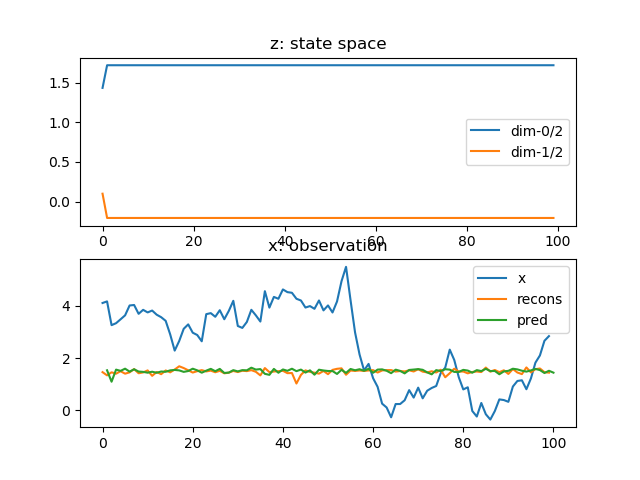 z: state space
1.5
1.0
0.5
0.0
dim-0/2
dim-1/2
0 20 40 60 80 100
x: observation
4
2
0
x
recons
pred
0 20 40 60 80 100